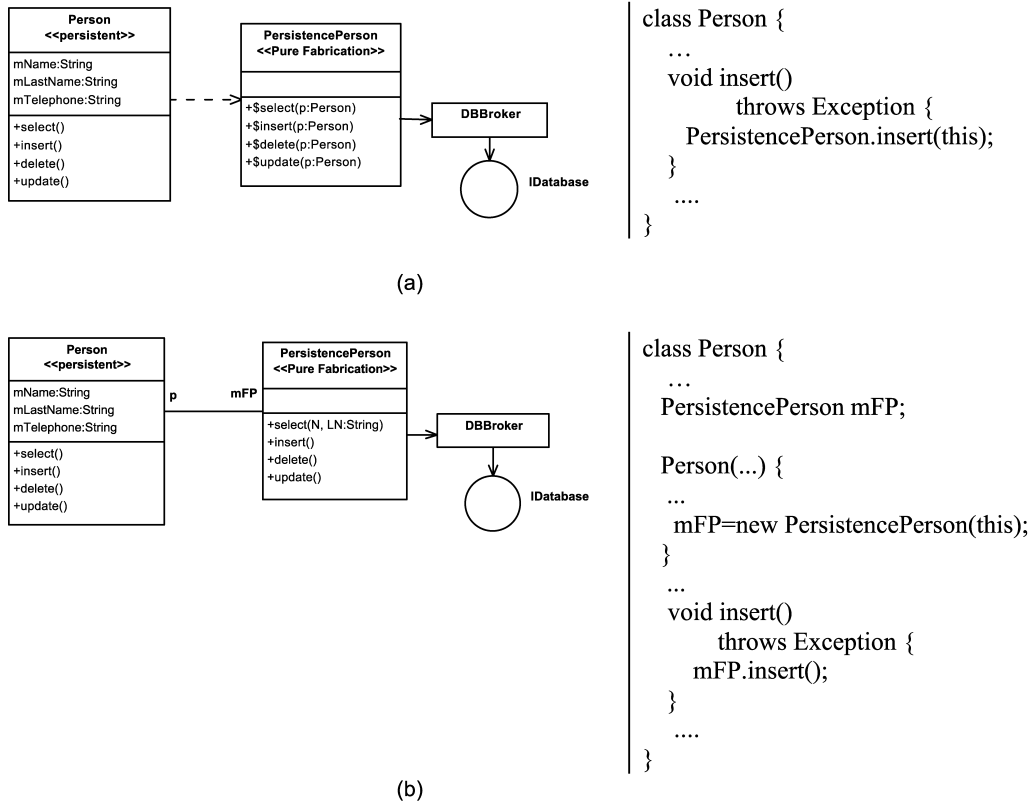 Person
<<persistent>>
mName:String
mLastName:String
mTelephone:String
+select()
+insert()
+delete()
+update()
PersistencePerson
<<Pure Fabrication>>
+$select(p:Person)
+$insert(p:Person)
+$delete(p:Person)
+$update(p:Person)
DBBroker
IDatabase
class Person {
...
void insert()
throws Exception {
PersistencePerson.insert(this);
}
....
}
(a)
Person
<<persistent>>
mName:String
mLastName:String
mTelephone:String
+select()
+insert()
+delete()
+update()
p
mFP
PersistencePerson
<<Pure Fabrication>>
+select(N, LN:String)
+insert()
+delete()
+update()
DBBroker
IDatabase
class Person {
...
PersistencePerson mFP;
Person(...) {
...
mFP=new PersistencePerson(this);
}
...
void insert()
throws Exception {
mFP.insert();
}
....
}
(b)